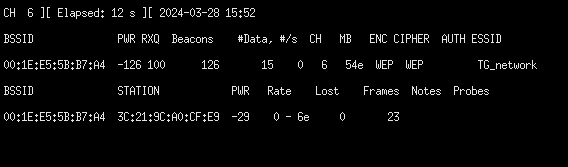 CH  6 ][ Elapsed: 12 s ][ 2024-03-28 15:52
BSSID              PWR RXQ  Beacons    #Data, #/s  CH   MB   ENC CIPHER  AUTH ESSID
00:1E:E5:5B:B7:A4  -126 100      126       15    0   6   54e  WEP  WEP         TG_network
BSSID              STATION            PWR   Rate    Lost    Frames  Notes  Probes
00:1E:E5:5B:B7:A4  3C:21:9C:A0:CF:E9  -29    0 - 6e     0       23